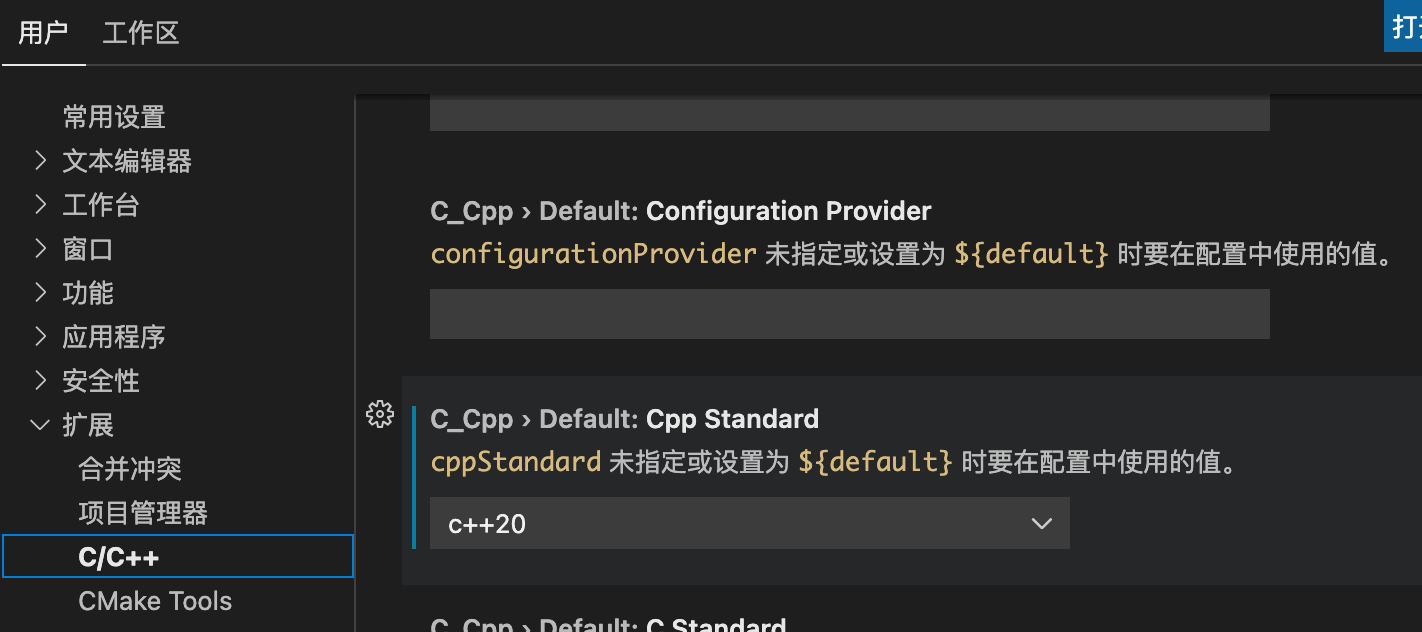 用户 工作区
打开
常用设置
文本编辑器
工作台
窗口
功能
应用程序
安全性
扩展
合并冲突
项目管理器
C/C++
CMake Tools
C_Cpp › Default: Configuration Provider
configurationProvider 未指定或设置为 ${default} 时要在配置中使用的值。
C_Cpp › Default: Cpp Standard
cppStandard 未指定或设置为 ${default} 时要在配置中使用的值。
c++20
C_Cpp › Default: C Standard